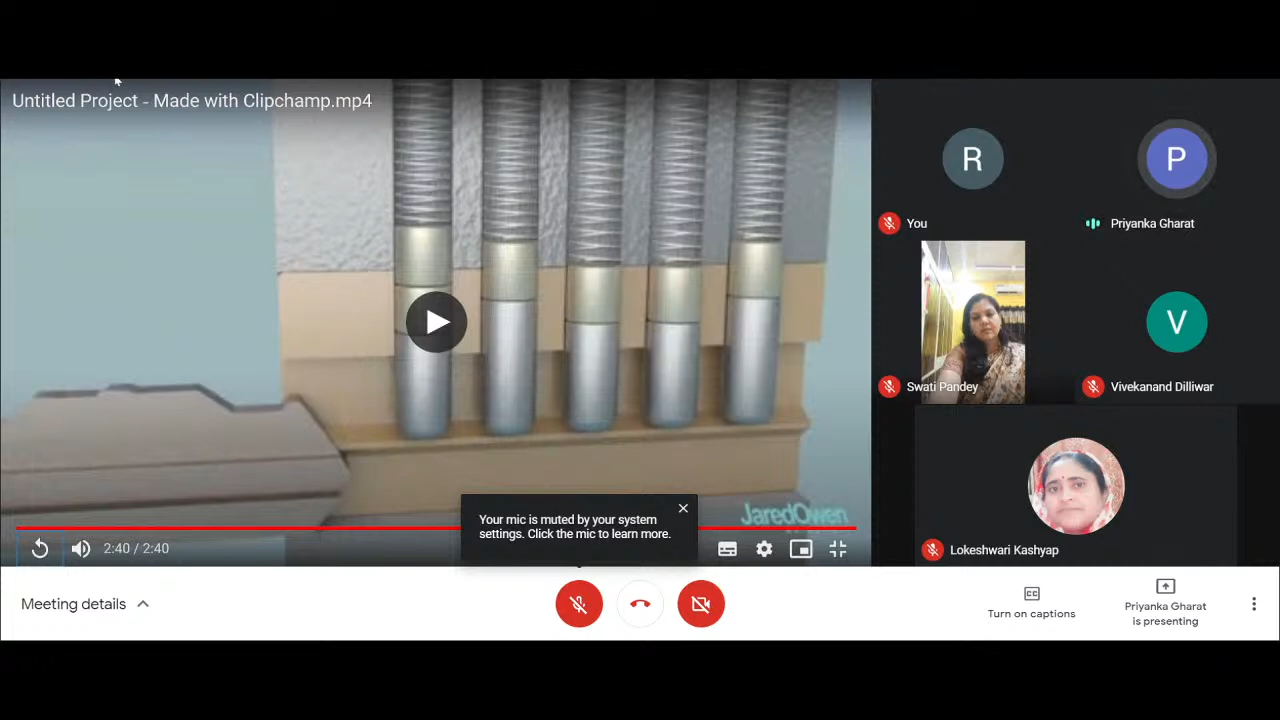 Untitled Project - Made with Clipchamp.mp4
R
P
You
Priyanka Gharat
V
Swati Pandey
Vivekanand Dilliwar
Lokeshwari Kashyap
JaredOwen
Your mic is muted by your system
settings. Click the mic to learn more.
2:40 / 2:40
Meeting details
CC
Turn on captions
Priyanka Gharat
is presenting